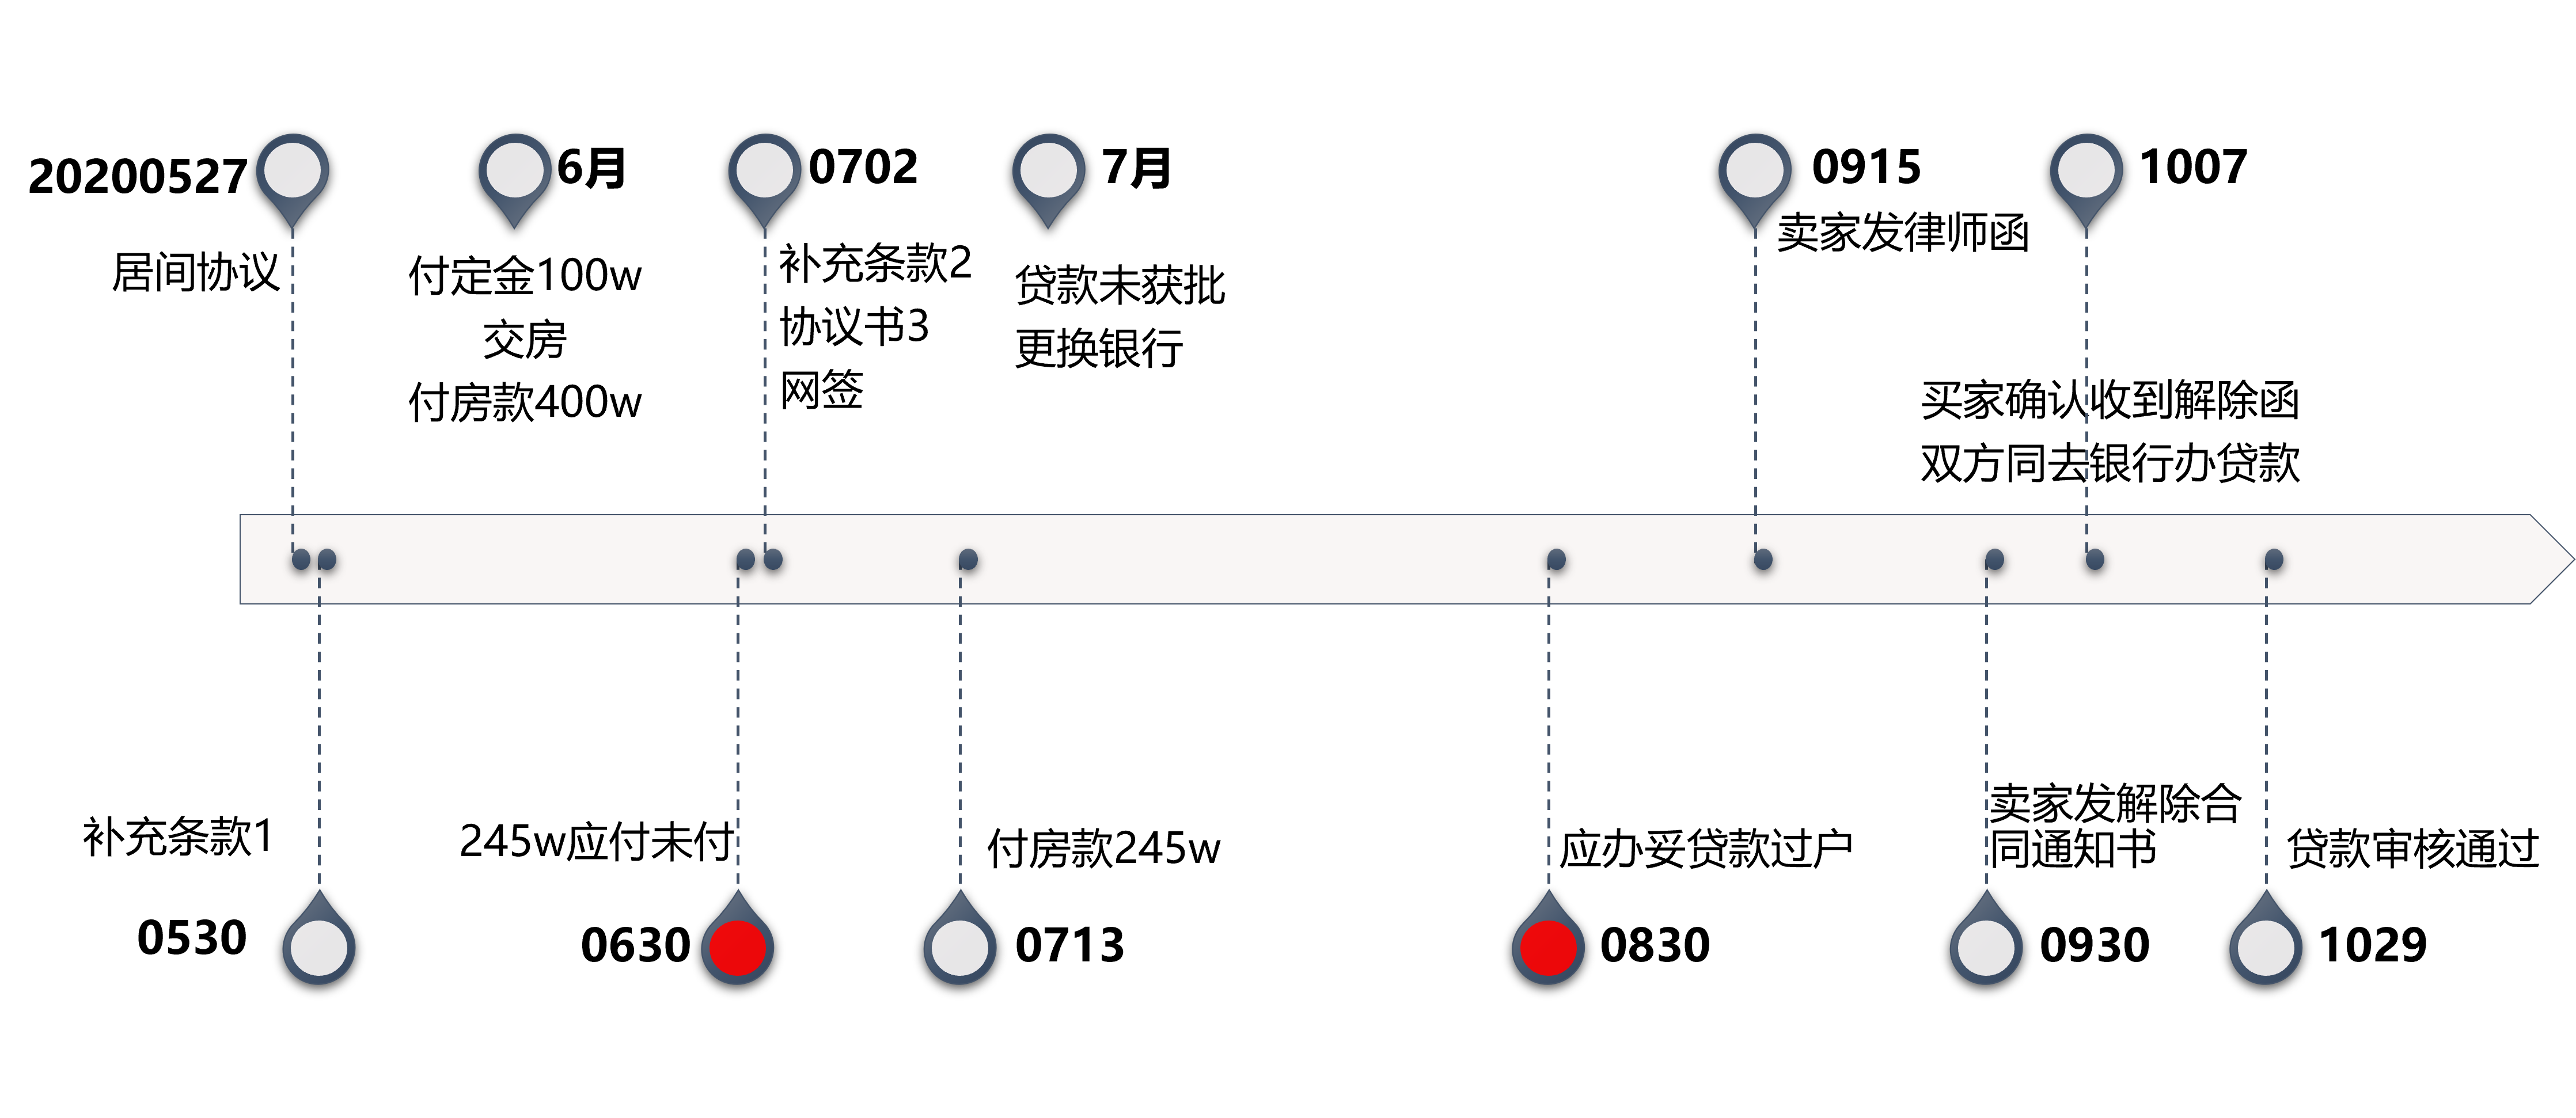 20200527
居间协议
6月
付定金100w
交房
付房款400w
0702
补充条款2
协议书3
网签
7月
贷款未获批
更换银行
0915
卖家发律师函
1007
买家确认收到解除函
双方同去银行办贷款
补充条款1
0530
245w应付未付
0630
付房款245w
0713
应办妥贷款过户
0830
卖家发解除合
同通知书
0930
贷款审核通过
1029